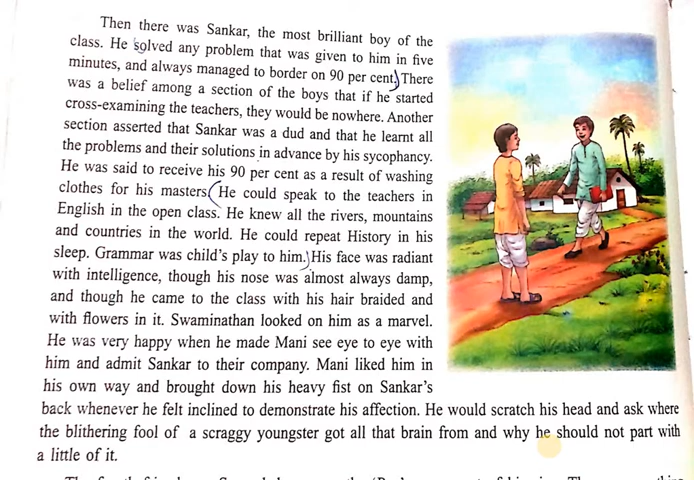 Then there was Sankar, the most brilliant boy of the
class. He solved any problem that was given to him in five
minutes, and always managed to border on 90 per cent. There
was a belief among a section of the boys that if he started
cross-examining the teachers, they would be nowhere. Another
section asserted that Sankar was a dud and that he learnt all
the problems and their solutions in advance by his sycophancy.
He was said to receive his 90 per cent as a result of washing
clothes for his masters. He could speak to the teachers in
English in the open class. He knew all the rivers, mountains
and countries in the world. He could repeat History in his
sleep. Grammar was child's play to him. His face was radiant
with intelligence, though his nose was almost always damp,
and though he came to the class with his hair braided and
with flowers in it. Swaminathan looked on him as a marvel.
He was very happy when he made Mani see eye to eye with
him and admit Sankar to their company. Mani liked him in
his own way and brought down his heavy fist on Sankar's
back whenever he felt inclined to demonstrate his affection. He would scratch his head and ask where
the blithering fool of a scraggy youngster got all that brain from and why he should not part with
a little of it.